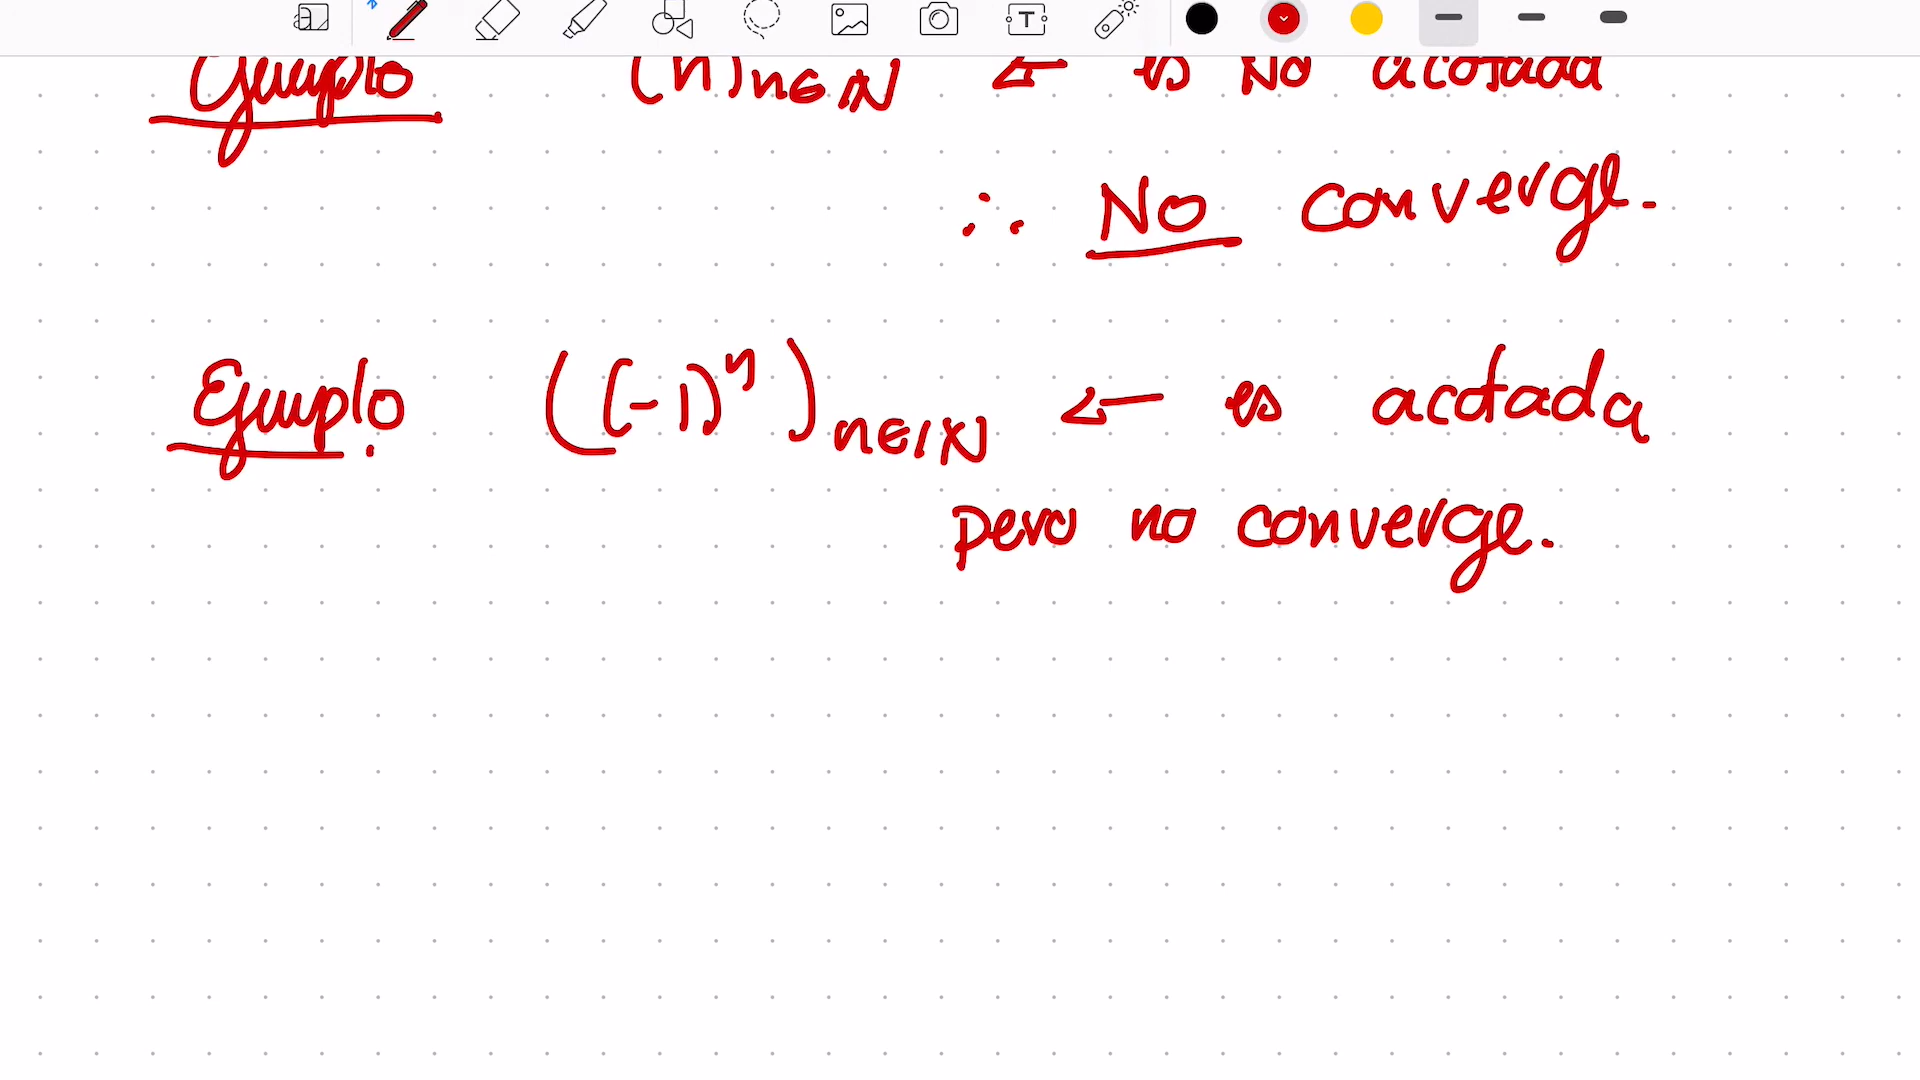 Ejemplo (n)n∈ℕ ← es No acotada
∴ No converge.
Ejemplo. ((-1)ⁿ)n∈ℕ ← es acotada
pero no converge.